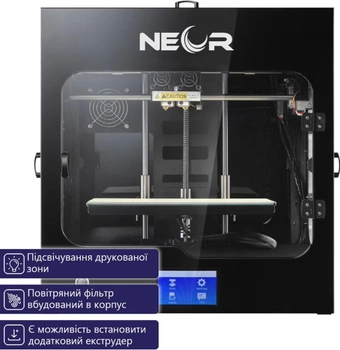 NEOR
CAUTION
Підсвічування друкованої
зони
Повітряний фільтр
вбудований в корпус
Є можливість встановити
додатковий екструдер